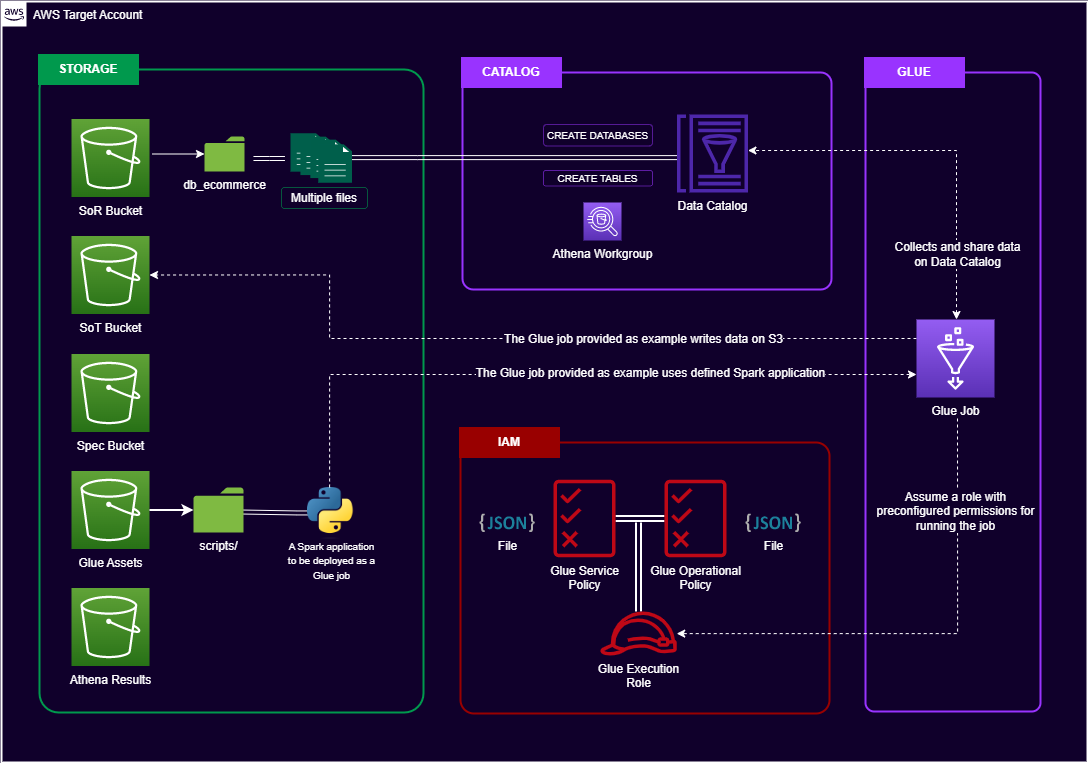 aws
AWS Target Account
STORAGE
SoR Bucket
db_ecommerce
Multiple files
SoT Bucket
Spec Bucket
Glue Assets
scripts/
A Spark application
to be deployed as a
Glue job
Athena Results
CATALOG
CREATE DATABASES
CREATE TABLES
Data Catalog
Athena Workgroup
The Glue job provided as example writes data on S3
The Glue job provided as example uses defined Spark application
IAM
{JSON}
File
Glue Service
Policy
Glue Operational
Policy
{JSON}
File
Glue Execution
Role
GLUE
Collects and share data
on Data Catalog
Glue Job
Assume a role with
preconfigured permissions for
running the job